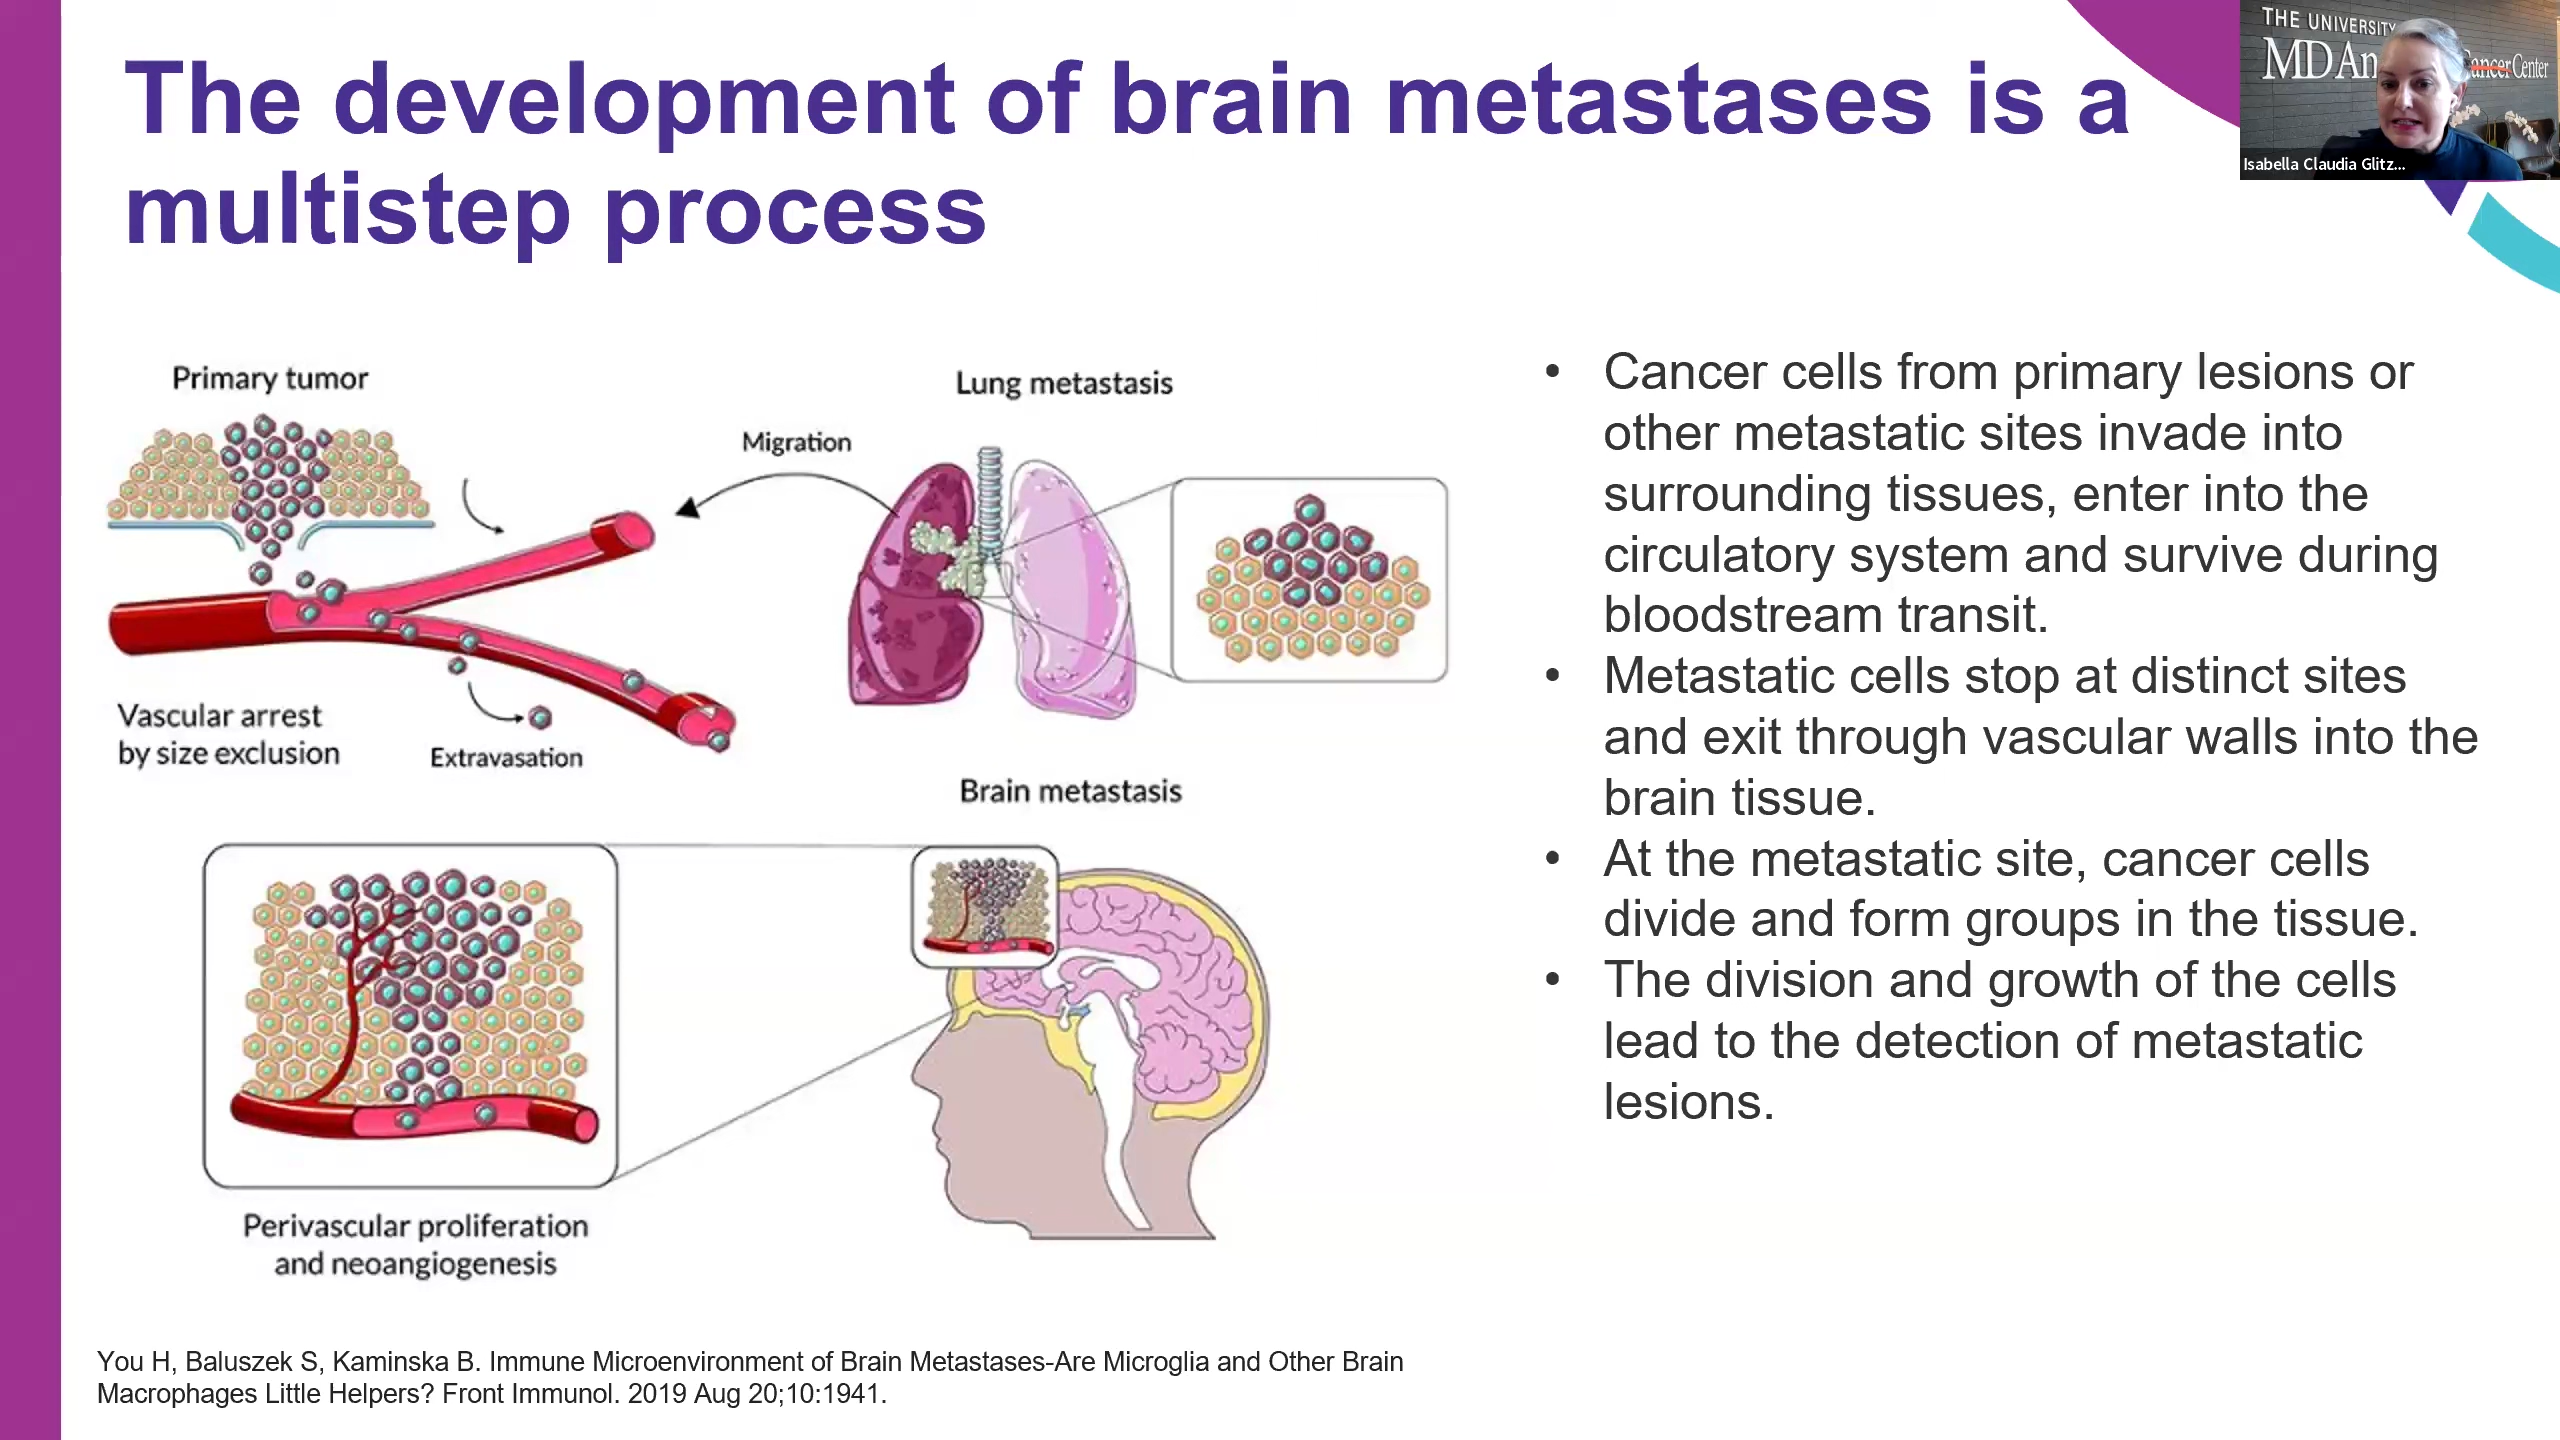 The development of brain metastases is a
multistep process
THE UNIVERSITY
MD An
ancer Center
Isabella Claudia Glitz...
Primary tumor
Lung metastasis
Migration
Vascular arrest
by size exclusion
Extravasation
Brain metastasis
Perivascular proliferation
and neoangiogenesis
• Cancer cells from primary lesions or
other metastatic sites invade into
surrounding tissues, enter into the
circulatory system and survive during
bloodstream transit.
• Metastatic cells stop at distinct sites
and exit through vascular walls into the
brain tissue.
• At the metastatic site, cancer cells
divide and form groups in the tissue.
• The division and growth of the cells
lead to the detection of metastatic
lesions.
You H, Baluszek S, Kaminska B. Immune Microenvironment of Brain Metastases-Are Microglia and Other Brain
Macrophages Little Helpers? Front Immunol. 2019 Aug 20;10:1941.